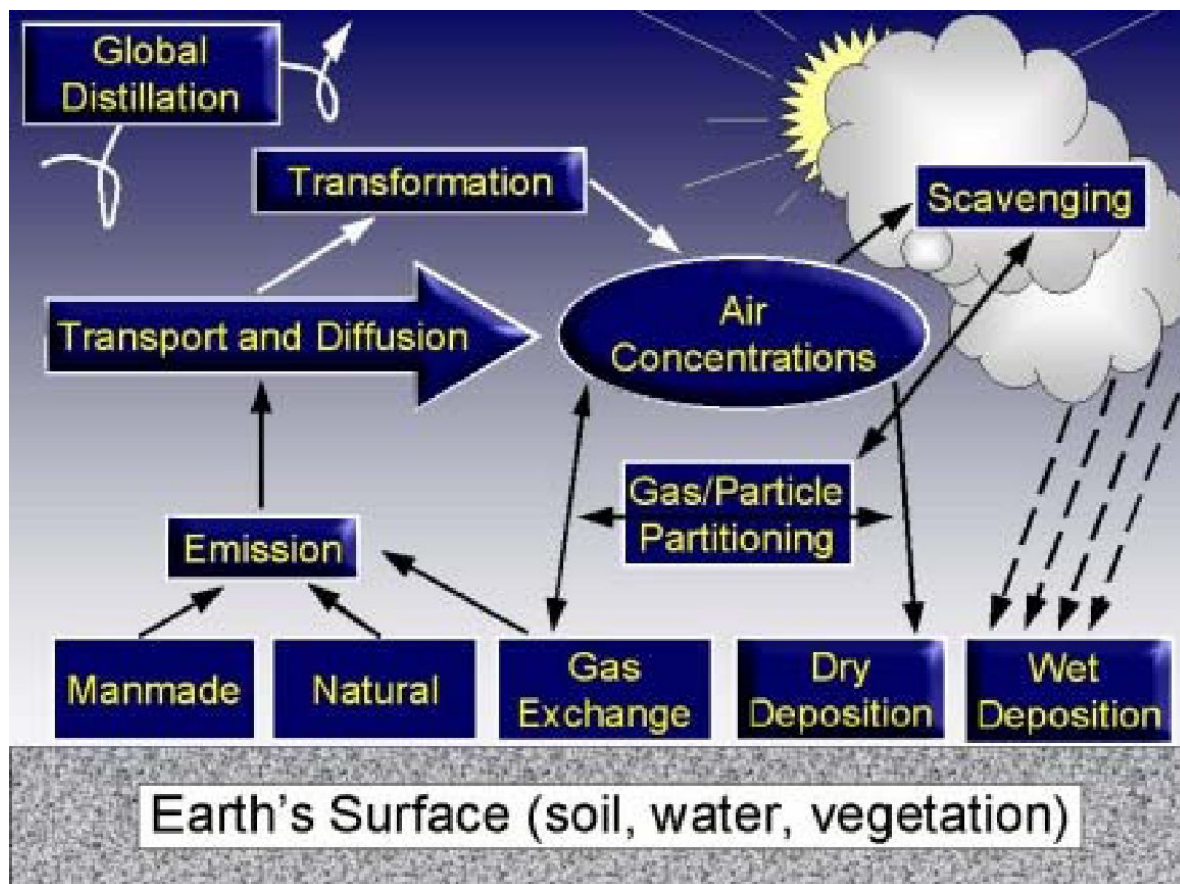 Global
Distillation
Transformation
Scavenging
Transport and Diffusion
Air
Concentrations
Gas/Particle
Partitioning
Emission
Manmade
Natural
Gas
Exchange
Dry
Deposition
Wet
Deposition
Earth's Surface (soil, water, vegetation)